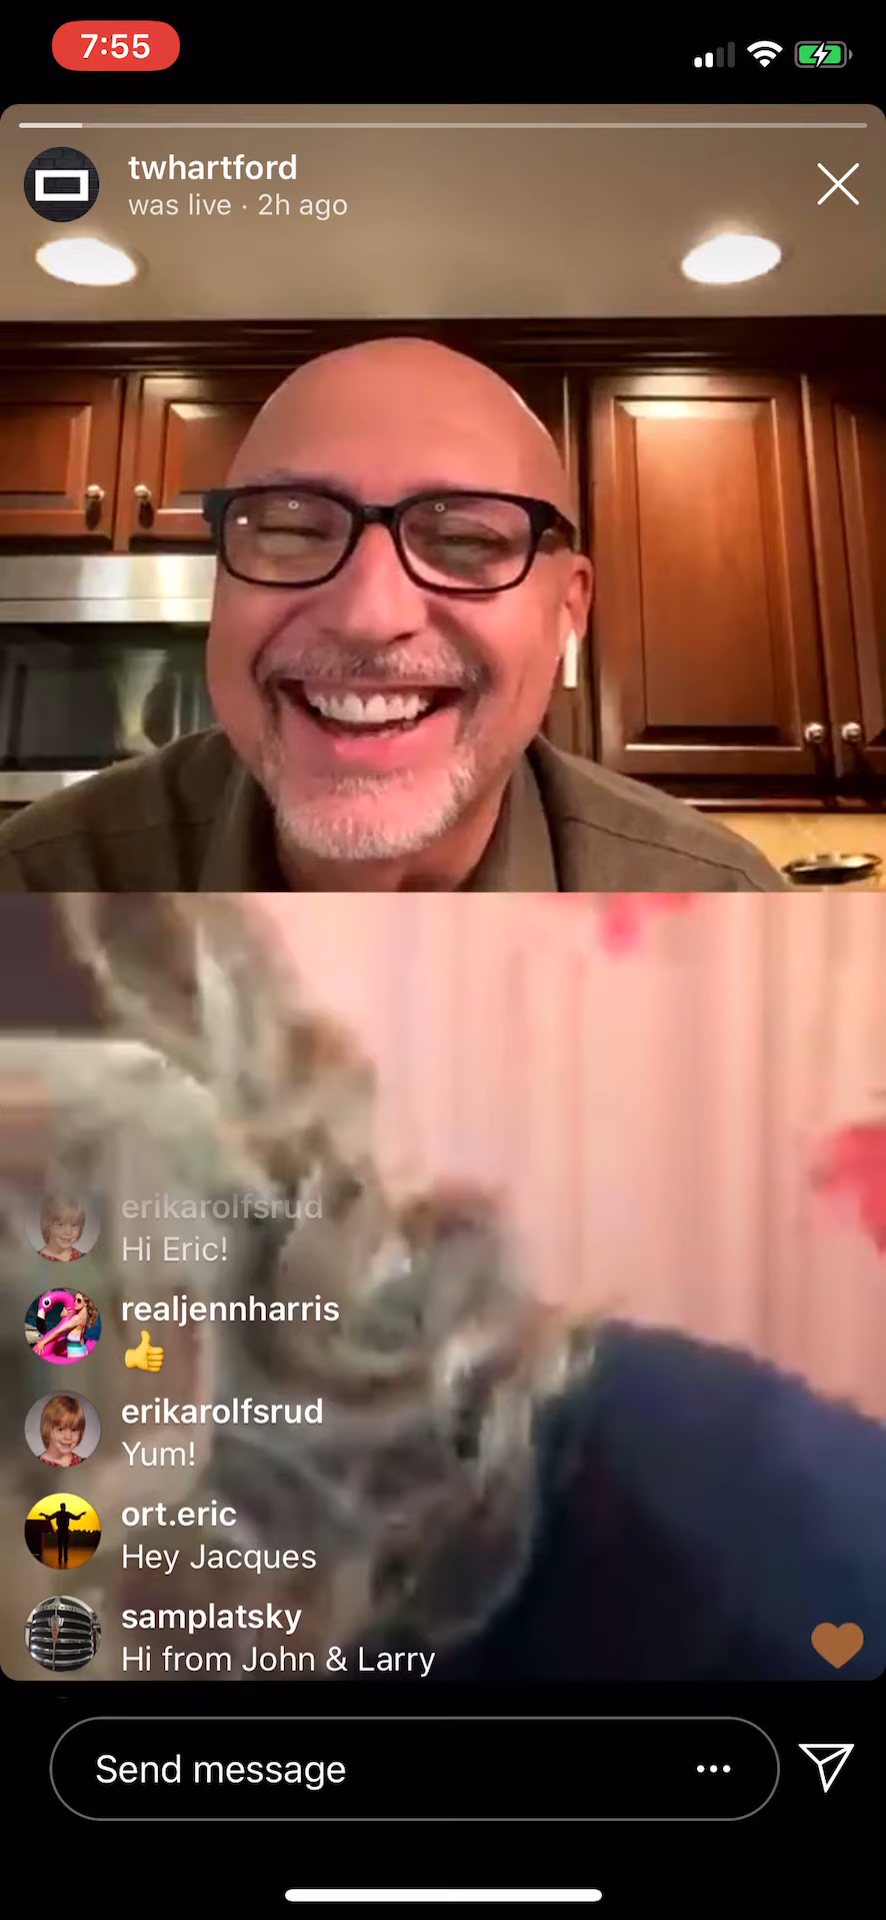 7:55
twhartford
was live · 2h ago
erikarolfsrud
Hi Eric!
realjennharris
👍
erikarolfsrud
Yum!
ort.eric
Hey Jacques
samplatsky
Hi from John & Larry
Send message